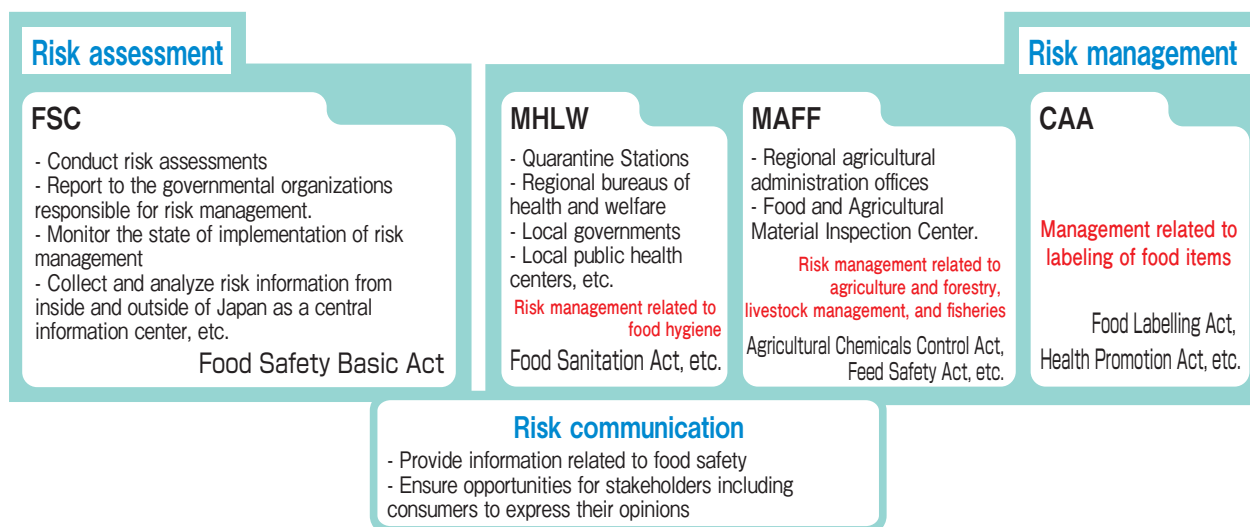 Risk assessment
FSC
- Conduct risk assessments
- Report to the governmental organizations
responsible for risk management.
- Monitor the state of implementation of risk
management
- Collect and analyze risk information from
inside and outside of Japan as a central
information center, etc.
Food Safety Basic Act
Risk management
MHLW
- Quarantine Stations
- Regional bureaus of
health and welfare
- Local governments
- Local public health
centers, etc.
Risk management related to
food hygiene
Food Sanitation Act, etc.
MAFF
- Regional agricultural
administration offices
- Food and Agricultural
Material Inspection Center.
Risk management related to
agriculture and forestry,
livestock management, and fisheries
Agricultural Chemicals Control Act,
Feed Safety Act, etc.
CAA
Management related to
labeling of food items
Food Labelling Act,
Health Promotion Act, etc.
Risk communication
- Provide information related to food safety
- Ensure opportunities for stakeholders including
consumers to express their opinions